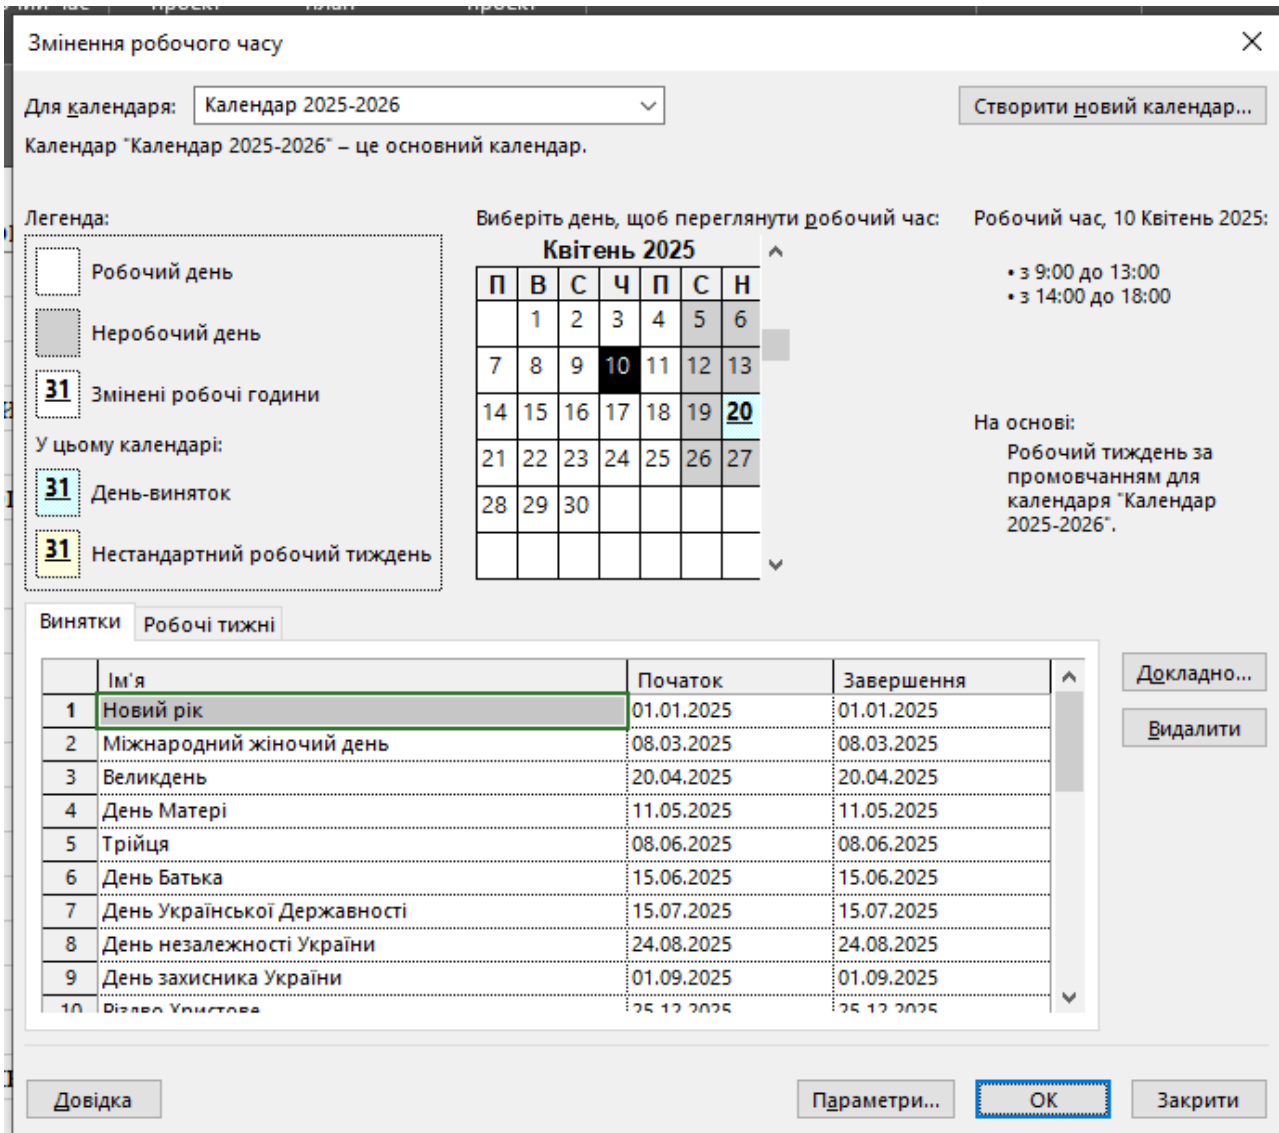 Змінення робочого часу
Для календаря: Календар 2025-2026 Створити новий календар...
Календар "Календар 2025-2026" – це основний календар.
Легенда:
Робочий день
Неробочий день
31 Змінені робочі години
У цьому календарі:
31 День-виняток
31 Нестандартний робочий тиждень
Виберіть день, щоб переглянути робочий час:
Квітень 2025
П В С Ч П С Н
1 2 3 4 5 6
7 8 9 10 11 12 13
14 15 16 17 18 19 20
21 22 23 24 25 26 27
28 29 30
Робочий час, 10 Квітень 2025:
• з 9:00 до 13:00
• з 14:00 до 18:00
На основі:
Робочий тиждень за
промовчанням для
календаря "Календар
2025-2026".
Винятки Робочі тижні
Ім'я Початок Завершення
1 Новий рік 01.01.2025 01.01.2025
2 Міжнародний жіночий день 08.03.2025 08.03.2025
3 Великдень 20.04.2025 20.04.2025
4 День Матері 11.05.2025 11.05.2025
5 Трійця 08.06.2025 08.06.2025
6 День Батька 15.06.2025 15.06.2025
7 День Української Державності 15.07.2025 15.07.2025
8 День незалежності України 24.08.2025 24.08.2025
9 День захисника України 01.09.2025 01.09.2025
10 Різдво Христове 25.12.2025 25.12.2025
Докладно...
Видалити
Довідка Параметри... ОК Закрити